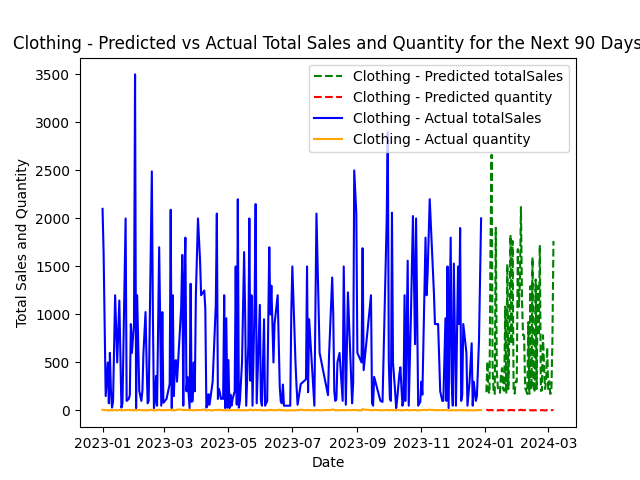 Clothing - Predicted vs Actual Total Sales and Quantity for the Next 90 Days
Clothing - Predicted totalSales
Clothing - Predicted quantity
Clothing - Actual totalSales
Clothing - Actual quantity
Total Sales and Quantity
3500
3000
2500
2000
1500
1000
500
0
2023-01 2023-03 2023-05 2023-07 2023-09 2023-11 2024-01 2024-03
Date